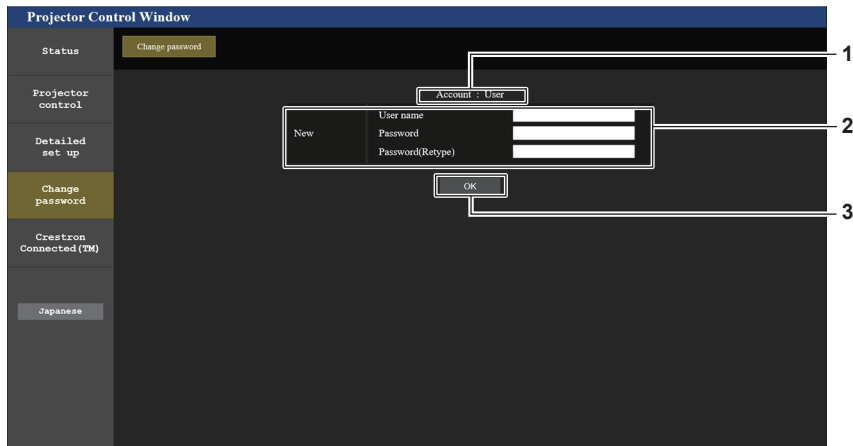 Projector Control Window
Status
Change password
1
Projector
control
Account : User
User name
2
New
Password
Detailed
set up
Password(Retype)
Change
password
OK
3
Crestron
Connected(TM)
Japanese